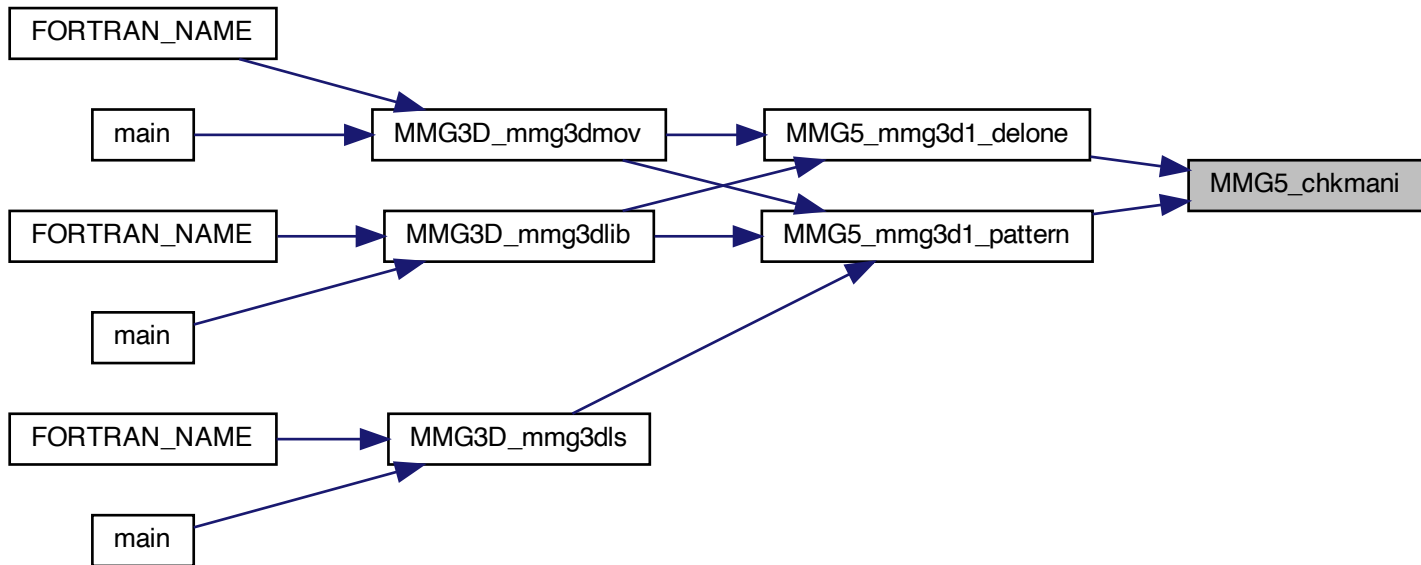 FORTRAN_NAME
main
MMG3D_mmg3dmov
MMG5_mmg3d1_delone
MMG5_chkmani
FORTRAN_NAME
MMG3D_mmg3dlib
MMG5_mmg3d1_pattern
main
FORTRAN_NAME
MMG3D_mmg3dls
main